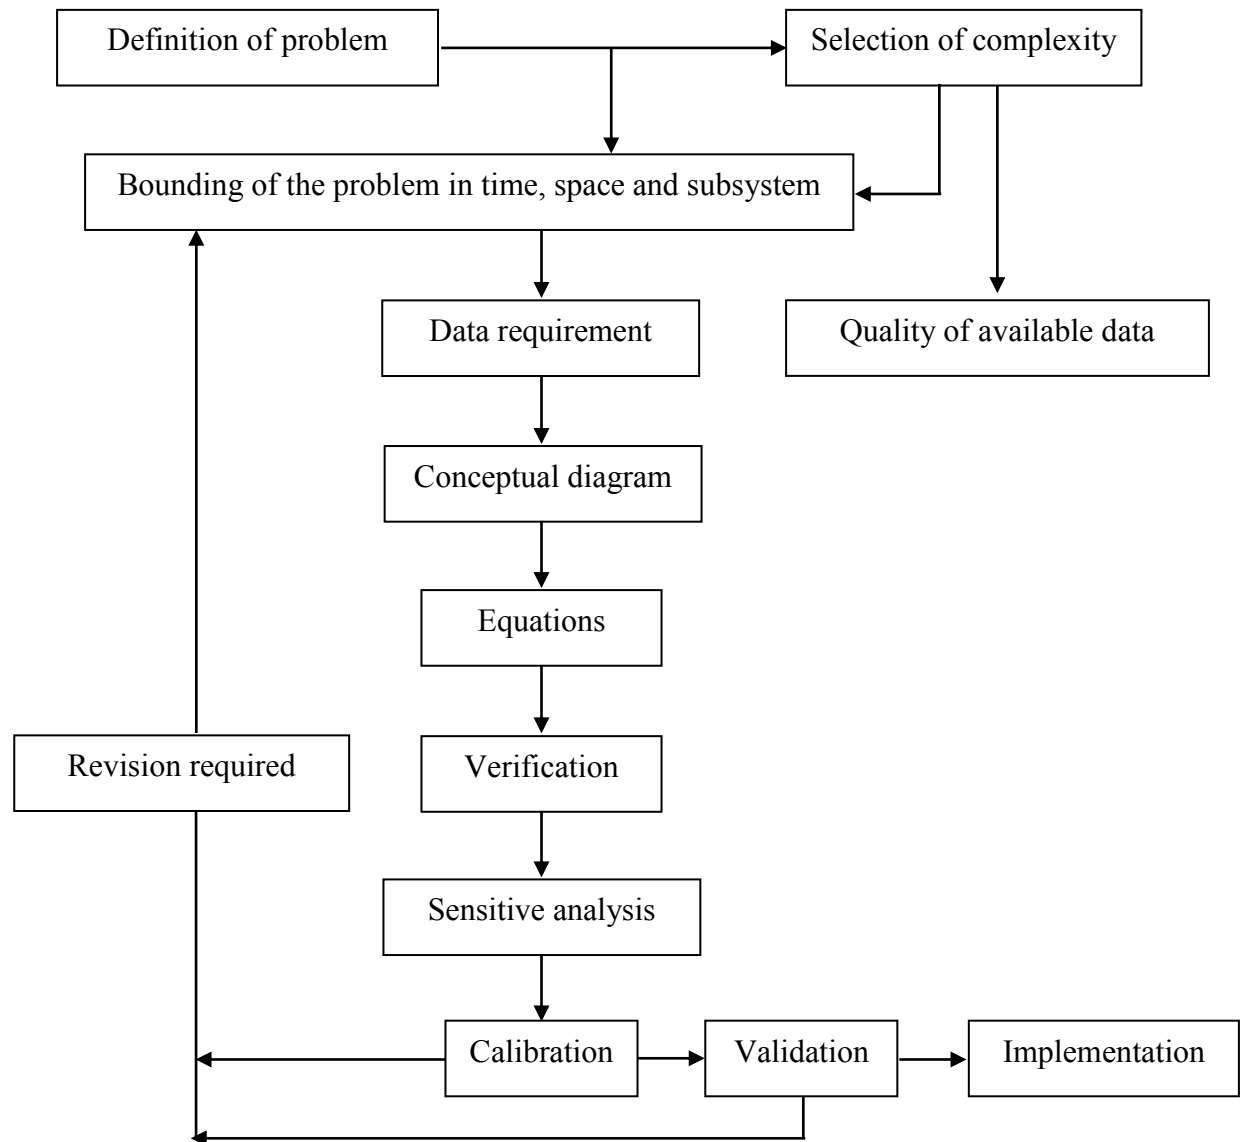 Definition of problem
Selection of complexity
Bounding of the problem in time, space and subsystem
Data requirement
Quality of available data
Conceptual diagram
Equations
Revision required
Verification
Sensitive analysis
Calibration
Validation
Implementation